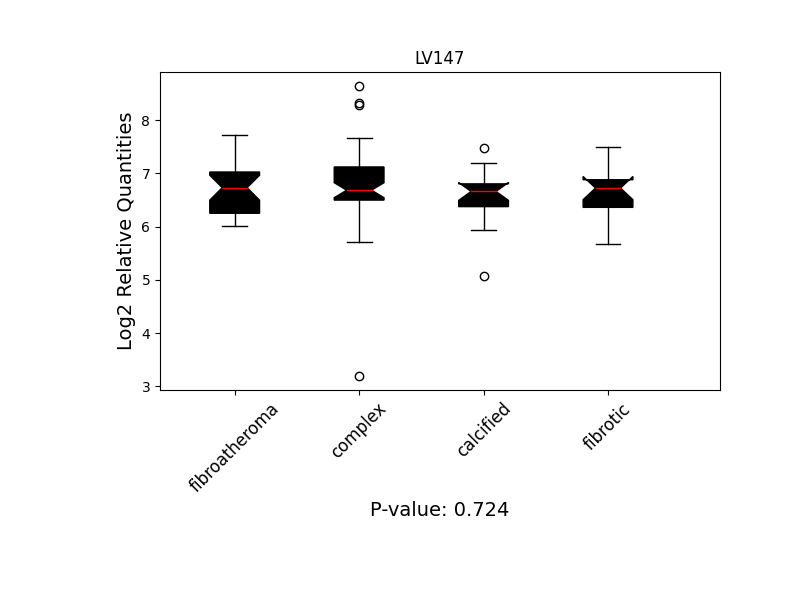 LV147
Log2 Relative Quantities
8
7
6
5
4
3
fibroatheroma
complex
calcified
fibrotic
P-value: 0.724